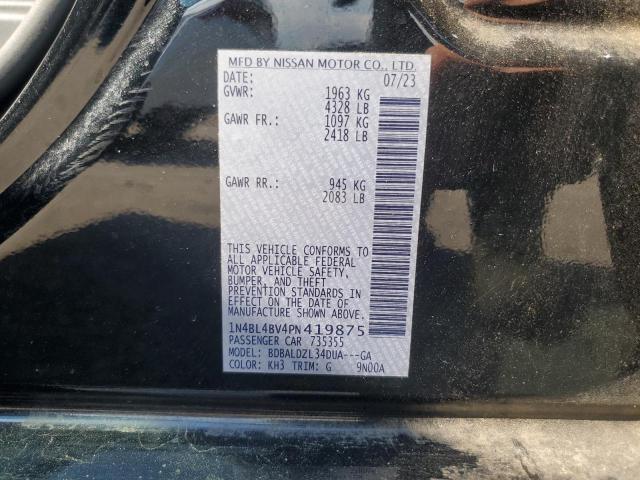 MFD BY NISSAN MOTOR CO., LTD.
DATE: 07/23
GVWR: 1963 KG
4328 LB
GAWR FR.: 1097 KG
2418 LB
GAWR RR.: 945 KG
2083 LB
THIS VEHICLE CONFORMS TO
ALL APPLICABLE FEDERAL
MOTOR VEHICLE SAFETY,
BUMPER, AND THEFT
PREVENTION STANDARDS IN
EFFECT ON THE DATE OF
MANUFACTURE SHOWN ABOVE.
1N4BL4BV4PN419875
PASSENGER CAR 735355
MODEL: BDBALDZL34DUA---GA
COLOR: KH3 TRIM: G 9N00A